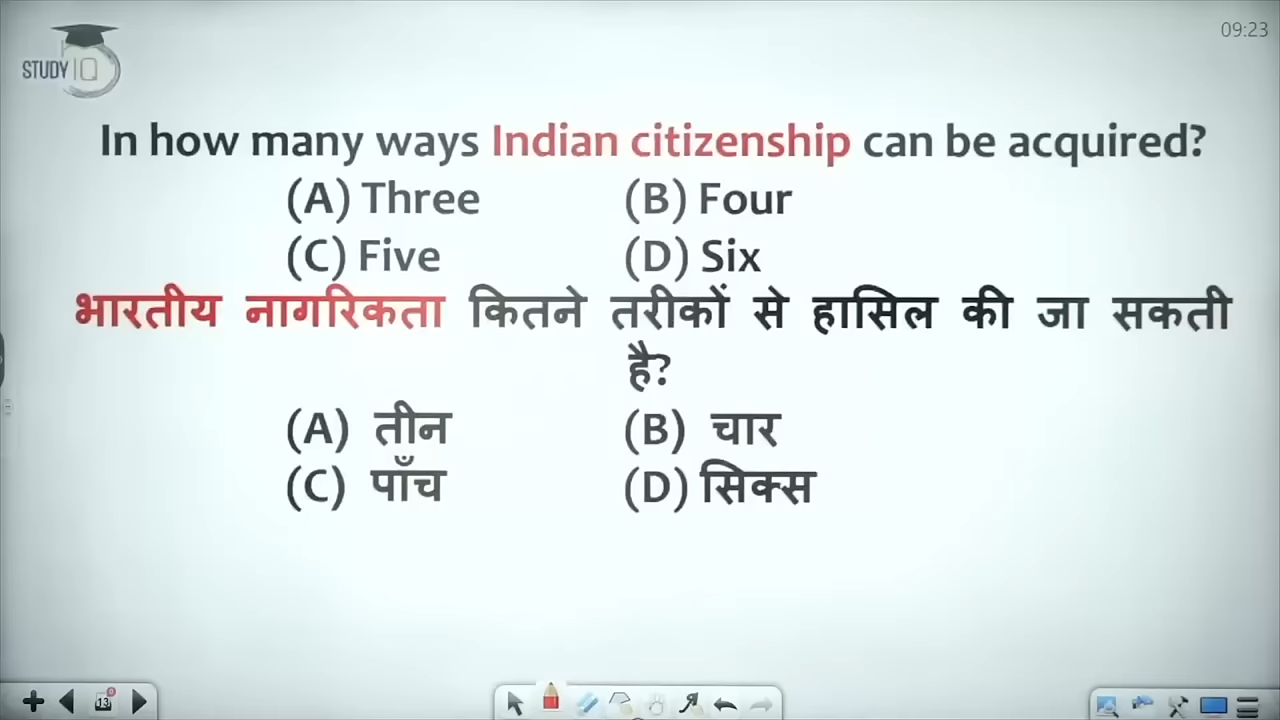 STUDY IQ
09:23
In how many ways Indian citizenship can be acquired?
(A) Three (B) Four
(C) Five (D) Six
भारतीय नागरिकता कितने तरीकों से हासिल की जा सकती
है?
(A) तीन (B) चार
(C) पाँच (D) सिक्स
13